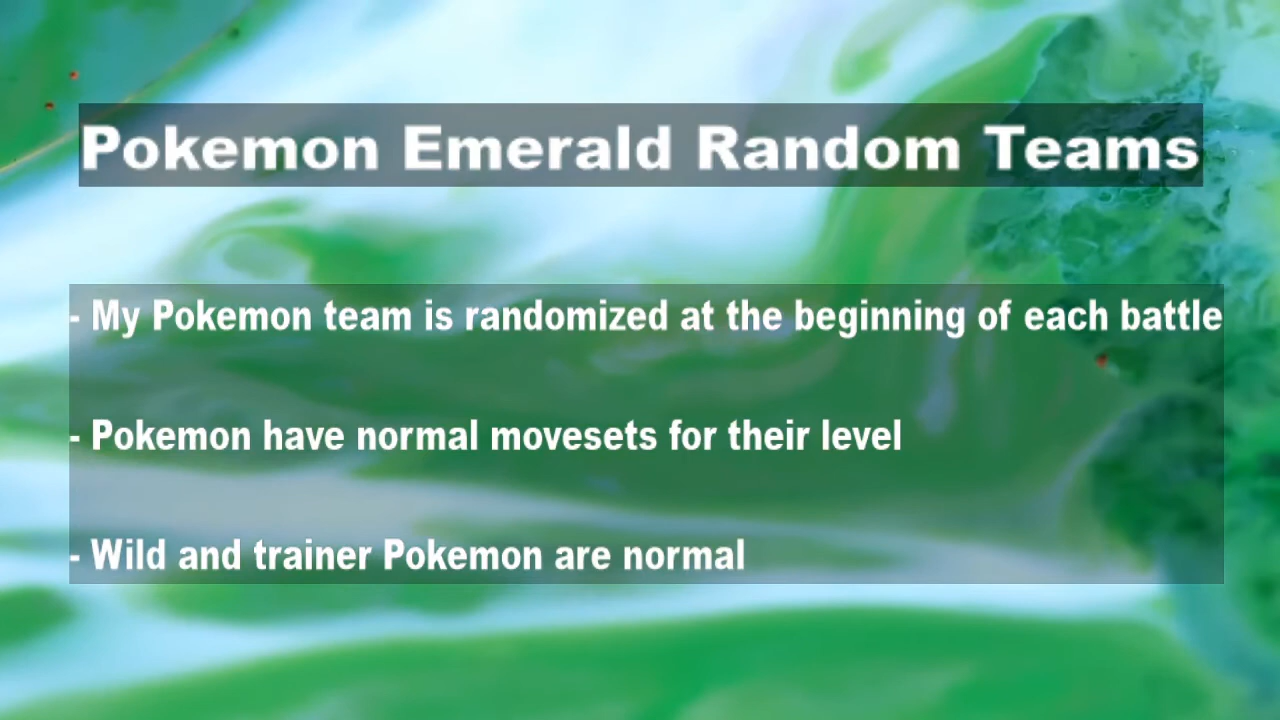 Pokemon Emerald Random Teams
- My Pokemon team is randomized at the beginning of each battle
- Pokemon have normal movesets for their level
- Wild and trainer Pokemon are normal